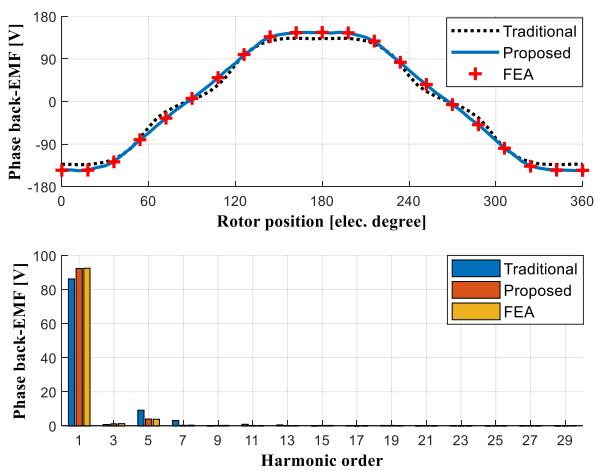 Phase back-EMF [V]
180
90
0
-90
-180
Traditional
Proposed
FEA
0 60 120 180 240 300 360
Rotor position [elec. degree]
Phase back-EMF [V]
100
80
60
40
20
0
Traditional
Proposed
FEA
1 3 5 7 9 11 13 15 17 19 21 23 25 27 29
Harmonic order